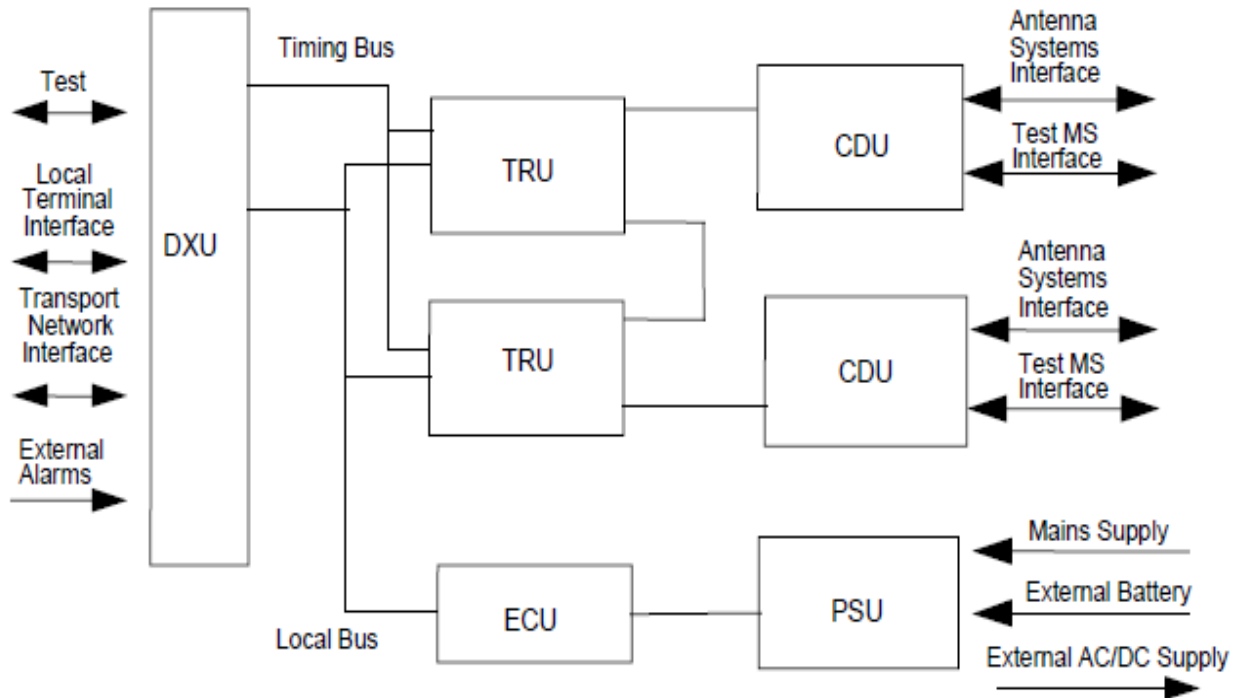 Timing Bus
Test
Local
Terminal
Interface
Transport
Network
Interface
External
Alarms
DXU
TRU
TRU
CDU
CDU
Antenna
Systems
Interface
Test MS
Interface
Antenna
Systems
Interface
Test MS
Interface
Local Bus
ECU
PSU
Mains Supply
External Battery
External AC/DC Supply